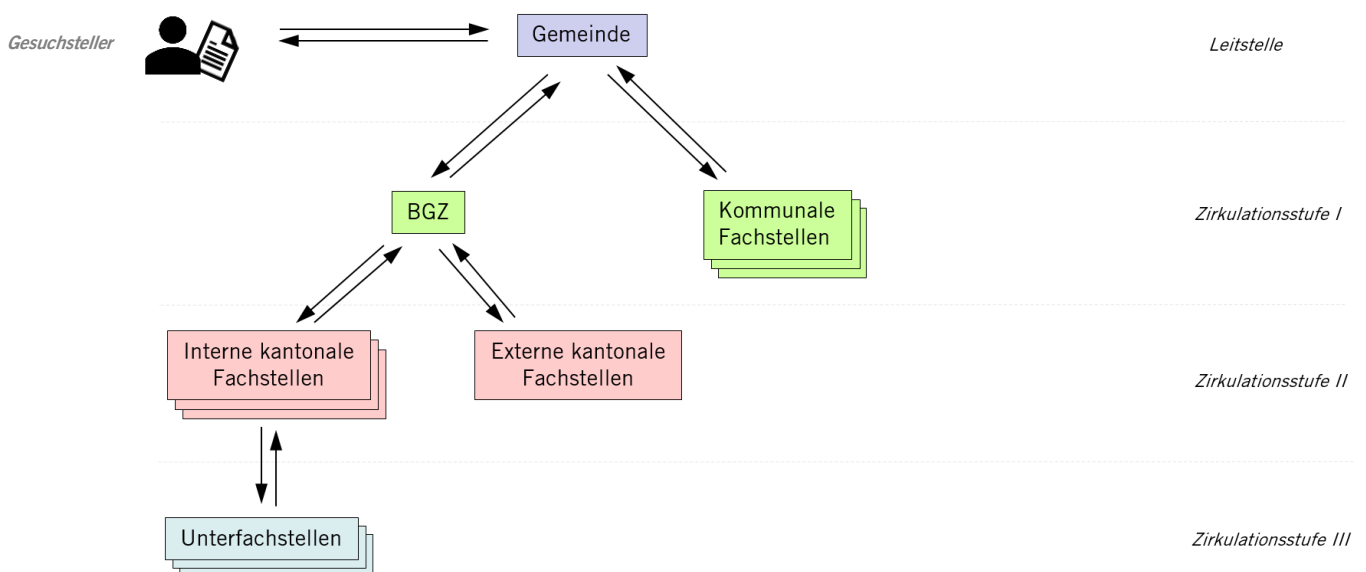 Gesuchsteller
Gemeinde
Leitstelle
BGZ
Kommunale
Fachstellen
Zirkulationsstufe I
Interne kantonale
Fachstellen
Externe kantonale
Fachstellen
Zirkulationsstufe II
Unterfachstellen
Zirkulationsstufe III